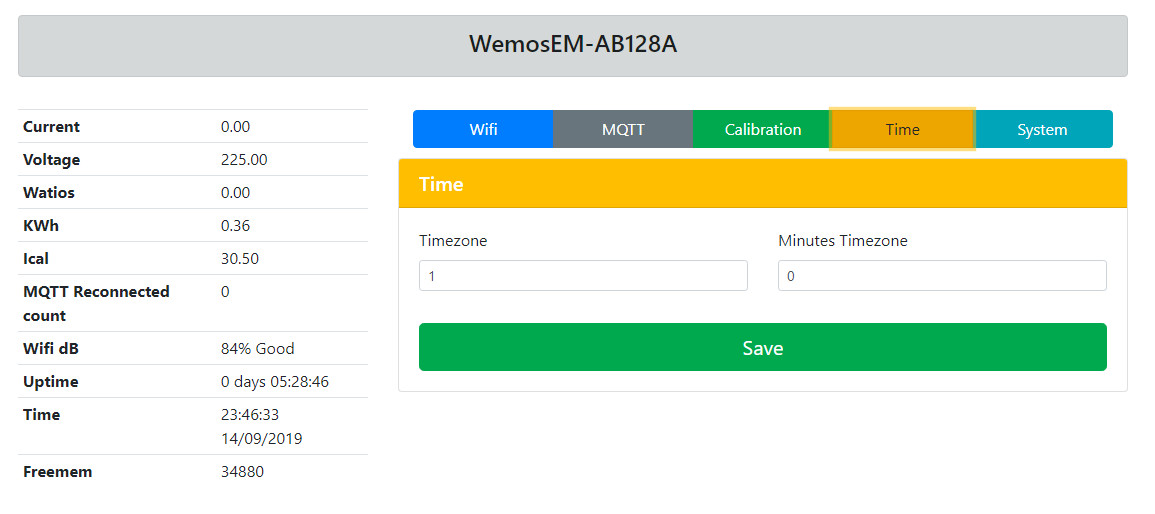 WemosEM-AB128A
Current 0.00
Voltage 225.00
Watios 0.00
KWh 0.36
Ical 30.50
MQTT Reconnected 0
count
Wifi dB 84% Good
Uptime 0 days 05:28:46
Time 23:46:33
14/09/2019
Freemem 34880
Wifi MQTT Calibration Time System
Time
Timezone Minutes Timezone
1 0
Save